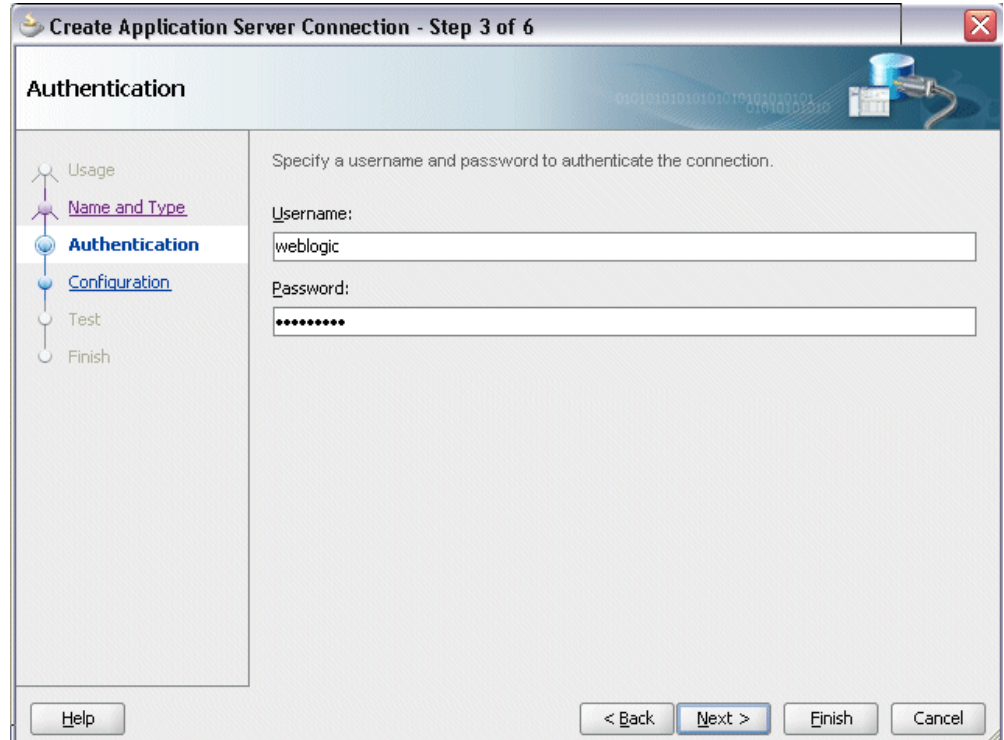 Create Application Server Connection - Step 3 of 6
Authentication
Usage
Name and Type
Authentication
Configuration
Test
Finish
Specify a username and password to authenticate the connection.
Username:
weblogic
Password:
•••••••••
Help
< Back
Next >
Finish
Cancel